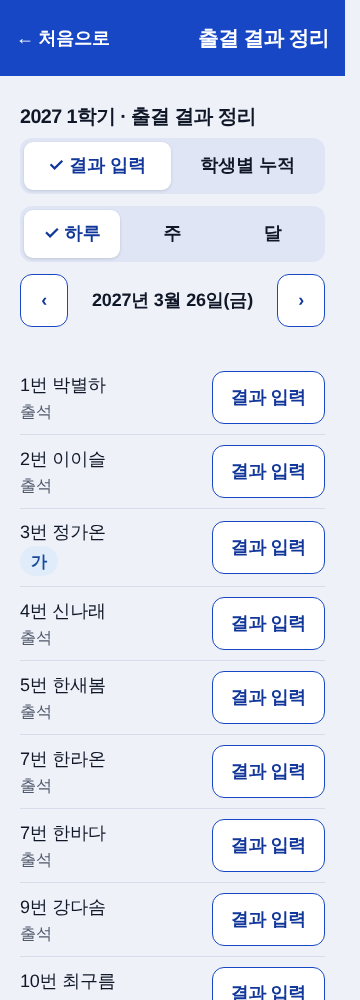 ← 처음으로
출결 결과 정리
2027 1학기 · 출결 결과 정리
✓ 결과 입력
학생별 누적
✓ 하루
주
달
‹
2027년 3월 26일(금)
›
1번 박별하
출석
결과 입력
2번 이이슬
출석
결과 입력
3번 정가온
가
결과 입력
4번 신나래
출석
결과 입력
5번 한새봄
출석
결과 입력
7번 한라온
출석
결과 입력
7번 한바다
출석
결과 입력
9번 강다솜
출석
결과 입력
10번 최구름
결과 입력